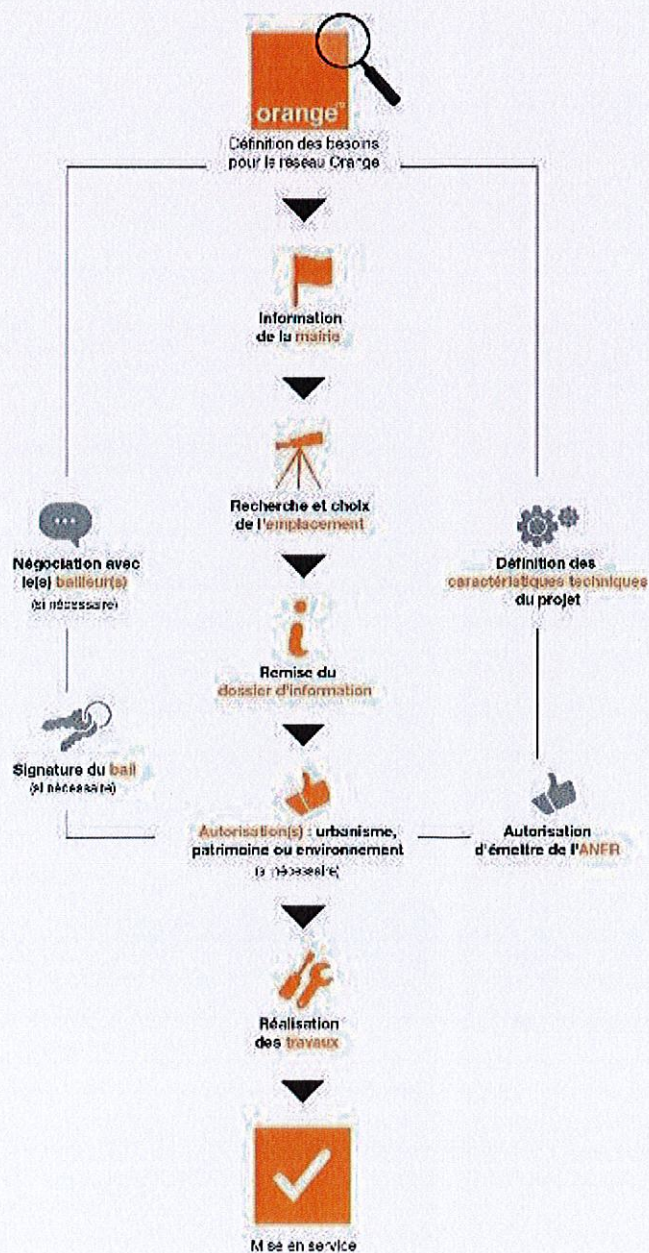 orange™
Définition des besoins
pour le réseau Orange
Information
de la mairie
Recherche et choix
de l'emplacement
Négociation avec
le(s) bailleur(s)
(si nécessaire)
Définition des
caractéristiques techniques
du projet
Remise du
dossier d'information
Signature du bail
(si nécessaire)
Autorisation(s) : urbanisme,
patrimoine ou environnement
(si nécessaire)
Autorisation
d'émettre de l'ANFR
Réalisation
des travaux
Mise en service